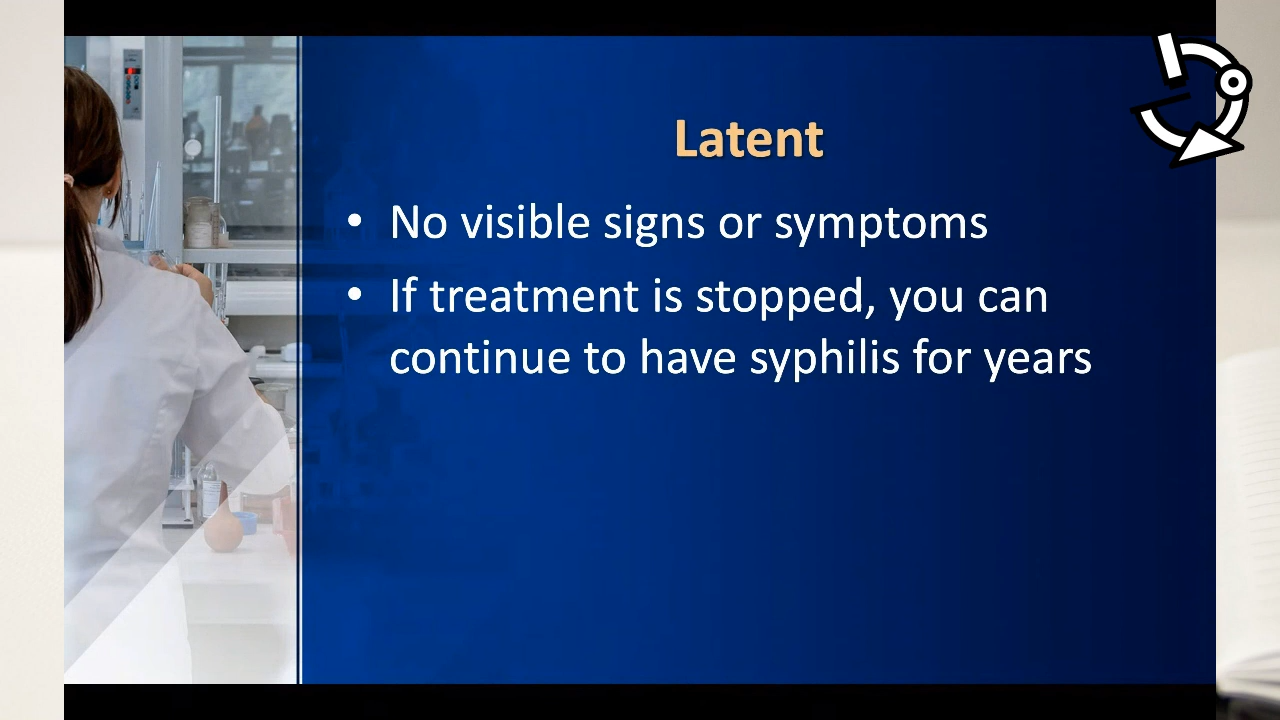 Latent
• No visible signs or symptoms
• If treatment is stopped, you can
continue to have syphilis for years